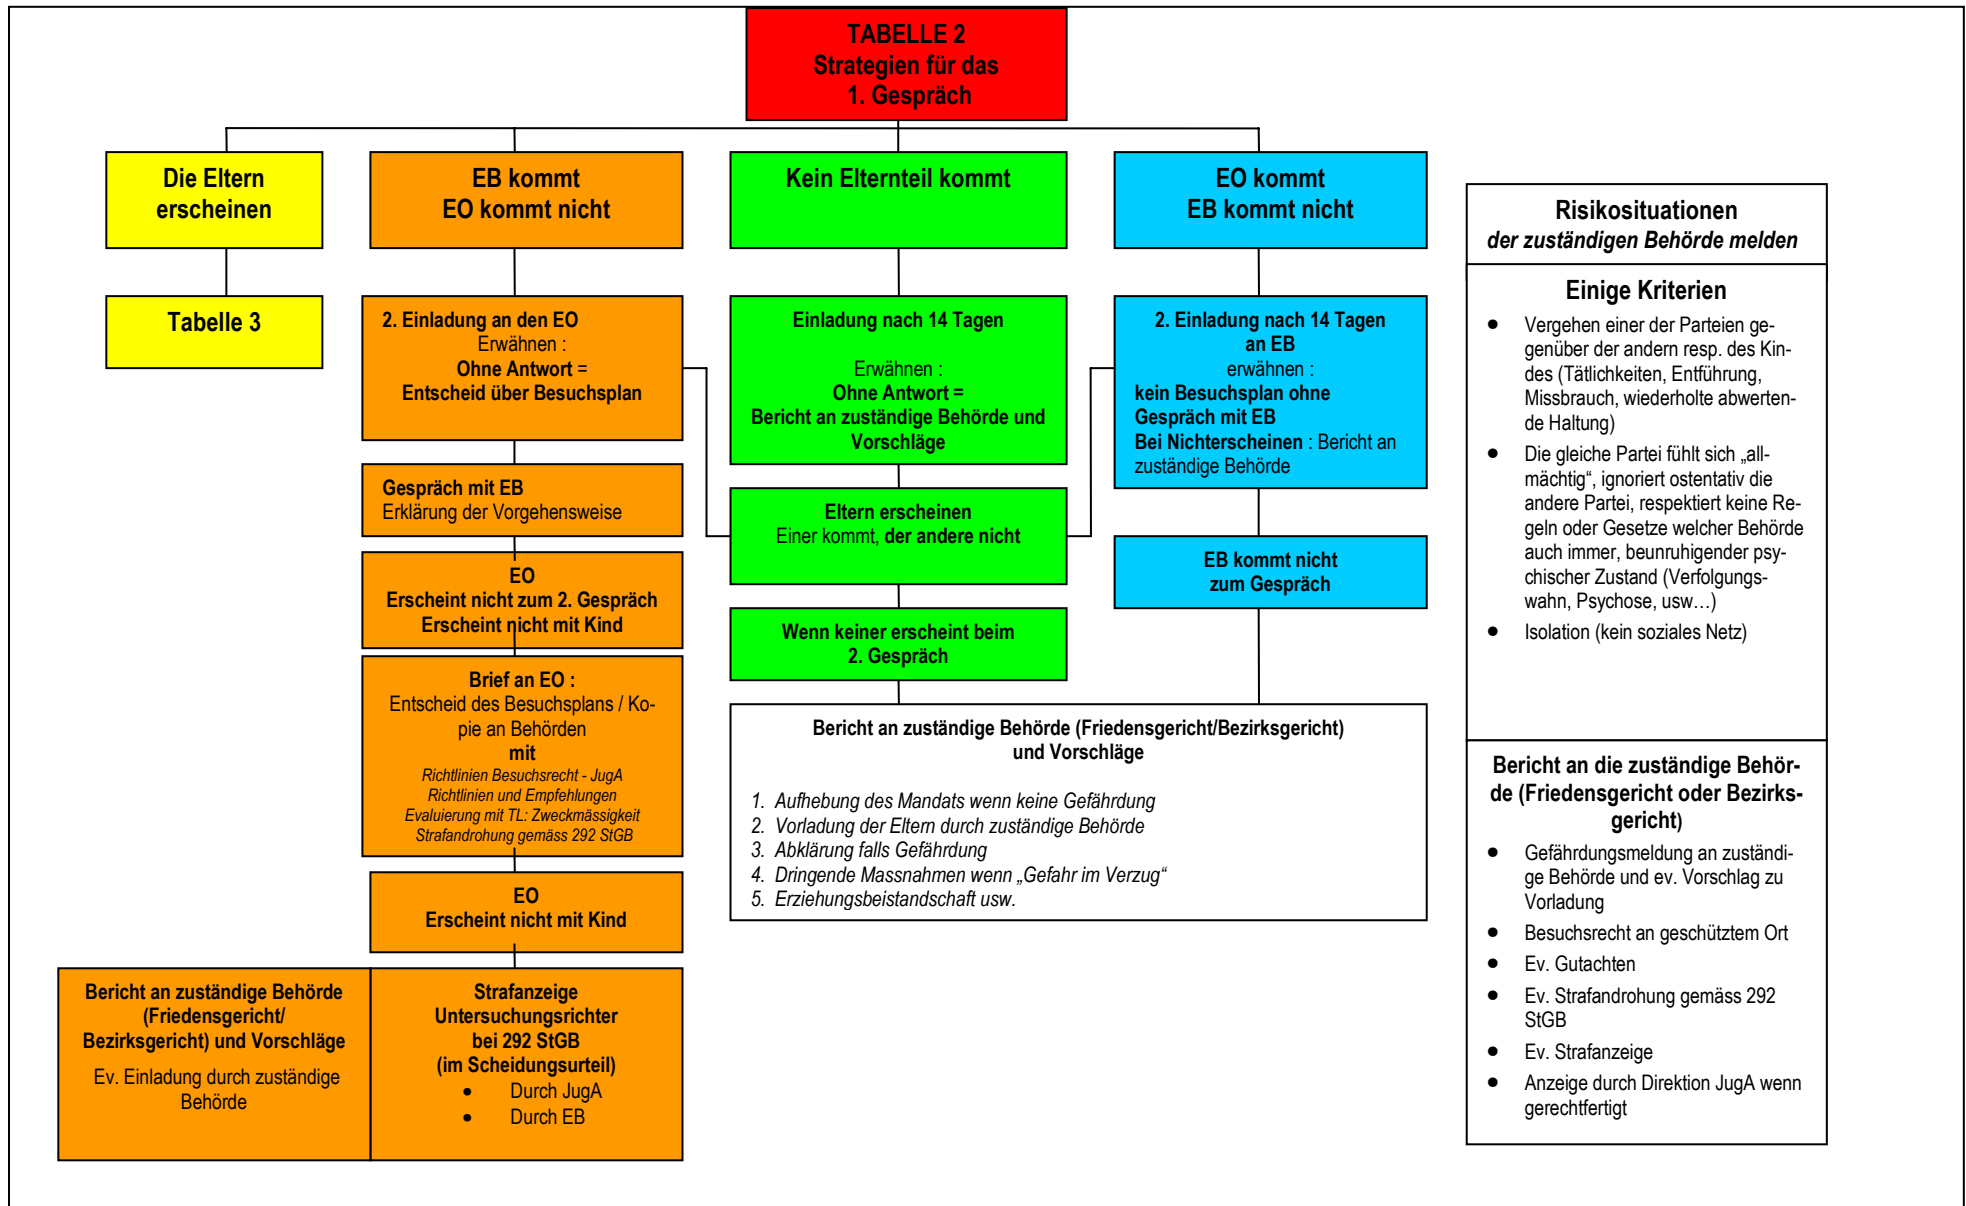 TABELLE 2
Strategien für das
1. Gespräch
Die Eltern
erscheinen
Tabelle 3
EB kommt
EO kommt nicht
2. Einladung an den EO
Erwähnen :
Ohne Antwort =
Entscheid über Besuchsplan
Gespräch mit EB
Erklärung der Vorgehensweise
EO
Erscheint nicht zum 2. Gespräch
Erscheint nicht mit Kind
Brief an EO :
Entscheid des Besuchsplans / Ko-
pie an Behörden
mit
Richtlinien Besuchsrecht - JugA
Richtlinien und Empfehlungen
Evaluierung mit TL: Zweckmässigkeit
Strafandrohung gemäss 292 StGB
EO
Erscheint nicht mit Kind
Bericht an zuständige Behörde
(Friedensgericht/
Bezirksgericht) und Vorschläge
Ev. Einladung durch zuständige
Behörde
Strafanzeige
Untersuchungsrichter
bei 292 StGB
(im Scheidungsurteil)
• Durch JugA
• Durch EB
Kein Elternteil kommt
Einladung nach 14 Tagen
Erwähnen :
Ohne Antwort =
Bericht an zuständige Behörde und
Vorschläge
Eltern erscheinen
Einer kommt, der andere nicht
Wenn keiner erscheint beim
2. Gespräch
EO kommt
EB kommt nicht
2. Einladung nach 14 Tagen
an EB
erwähnen :
kein Besuchsplan ohne
Gespräch mit EB
Bei Nichterscheinen : Bericht an
zuständige Behörde
EB kommt nicht
zum Gespräch
Bericht an zuständige Behörde (Friedensgericht/Bezirksgericht)
und Vorschläge
1. Aufhebung des Mandats wenn keine Gefährdung
2. Vorladung der Eltern durch zuständige Behörde
3. Abklärung falls Gefährdung
4. Dringende Massnahmen wenn „Gefahr im Verzug“
5. Erziehungsbeistandschaft usw.
Risikosituationen
der zuständigen Behörde melden
Einige Kriterien
• Vergehen einer der Parteien ge-
genüber der andern resp. des Kin-
des (Tätlichkeiten, Entführung,
Missbrauch, wiederholte abwerten-
de Haltung)
• Die gleiche Partei fühlt sich „all-
mächtig“, ignoriert ostentativ die
andere Partei, respektiert keine Re-
geln oder Gesetze welcher Behörde
auch immer, beunruhigender psy-
chischer Zustand (Verfolgungs-
wahn, Psychose, usw…)
• Isolation (kein soziales Netz)
Bericht an die zuständige Behör-
de (Friedensgericht oder Bezirks-
gericht)
• Gefährdungsmeldung an zuständi-
ge Behörde und ev. Vorschlag zu
Vorladung
• Besuchsrecht an geschütztem Ort
• Ev. Gutachten
• Ev. Strafandrohung gemäss 292
StGB
• Ev. Strafanzeige
• Anzeige durch Direktion JugA wenn
gerechtfertigt